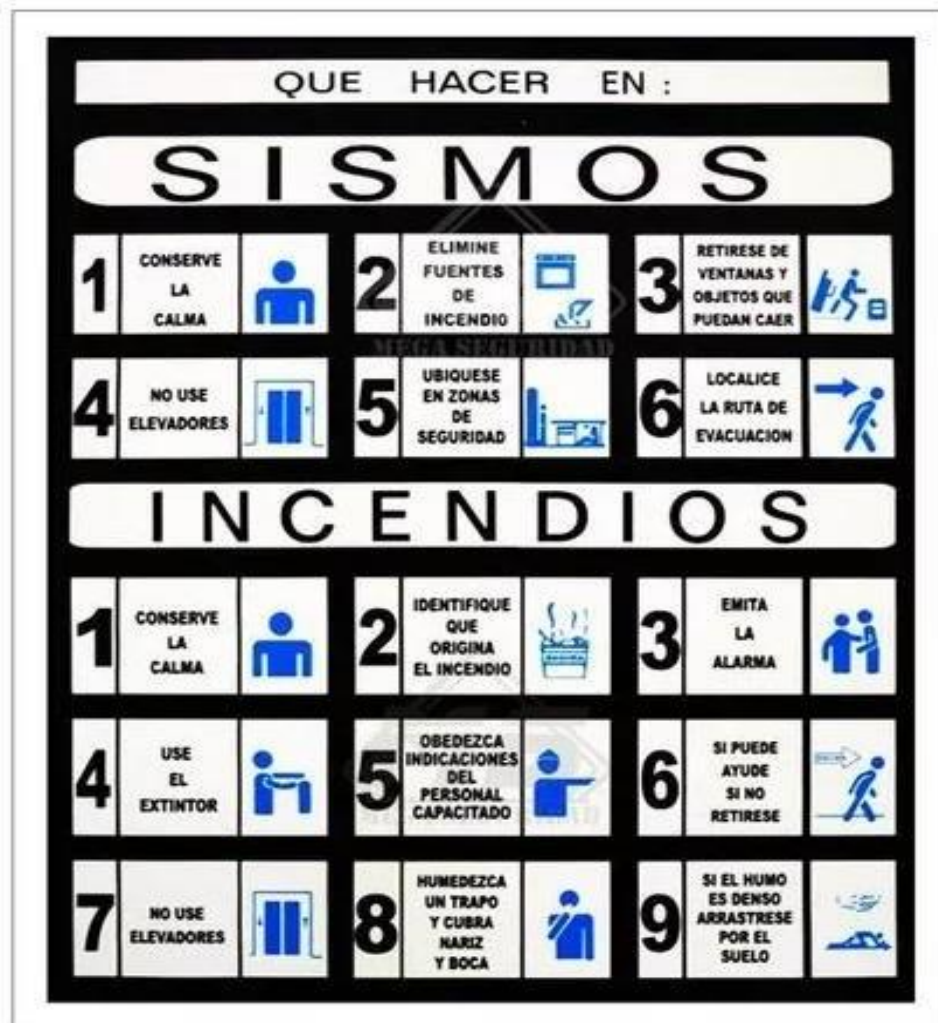 QUE HACER EN :
SISMOS
1
CONSERVE
LA
CALMA
2
ELIMINE
FUENTES
DE
INCENDIO
3
RETIRESE DE
VENTANAS Y
OBJETOS QUE
PUEDAN CAER
MEGA SEGURIDAD
4
NO USE
ELEVADORES
5
UBIQUESE
EN ZONAS
DE
SEGURIDAD
6
LOCALICE
LA RUTA DE
EVACUACION
INCENDIOS
1
CONSERVE
LA
CALMA
2
IDENTIFIQUE
QUE
ORIGINA
EL INCENDIO
3
EMITA
LA
ALARMA
4
USE
EL
EXTINTOR
5
OBEDEZCA
INDICACIONES
DEL
PERSONAL
CAPACITADO
6
SI PUEDE
AYUDE
SI NO
RETIRESE
7
NO USE
ELEVADORES
8
HUMEDEZCA
UN TRAPO
Y CUBRA
NARIZ
Y BOCA
9
SI EL HUMO
ES DENSO
ARRASTRESE
POR EL
SUELO